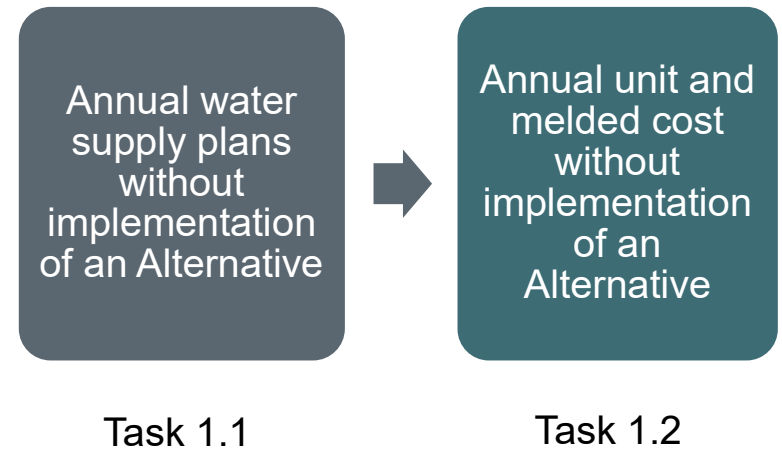 Annual water
supply plans
without
implementation
of an Alternative
Annual unit and
melded cost
without
implementation
of an
Alternative
Task 1.1
Task 1.2